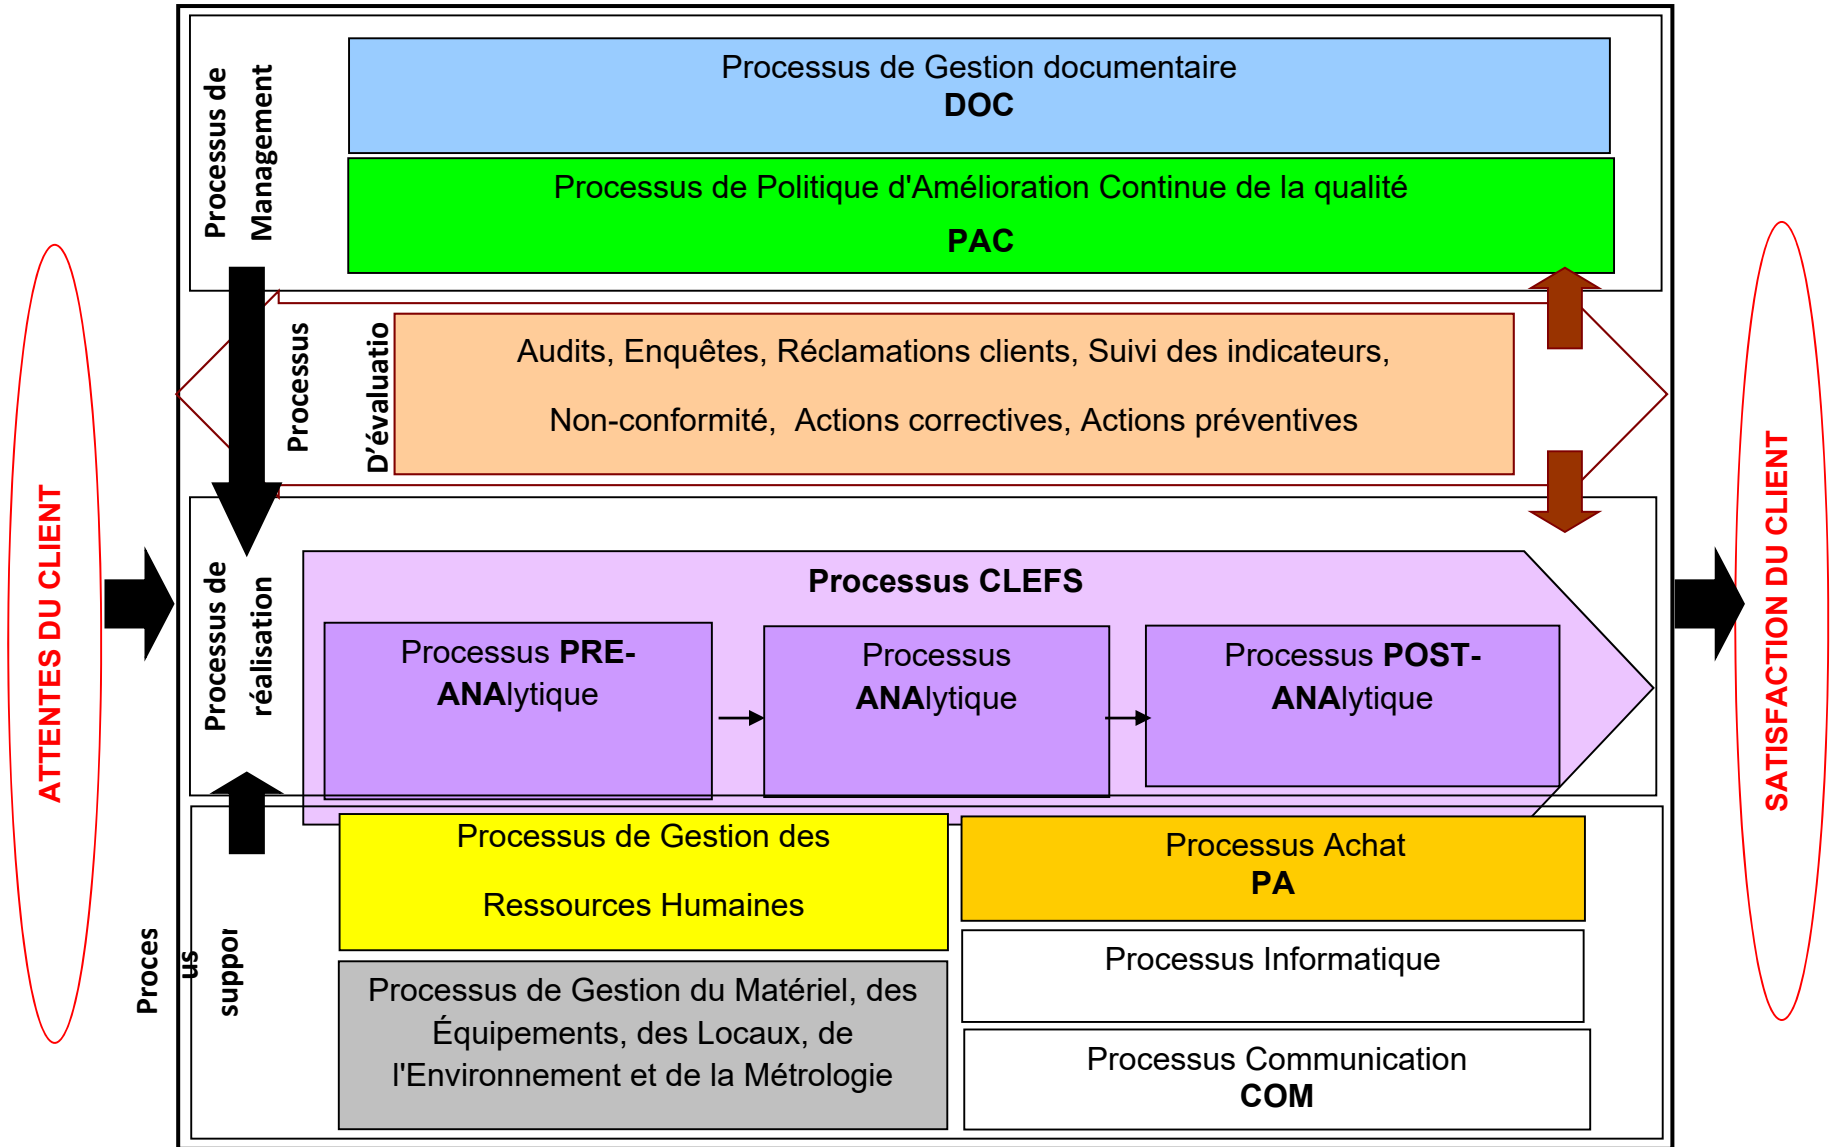 Processus de
Management
Processus de Gestion documentaire
DOC
Processus de Politique d'Amélioration Continue de la qualité
PAC
Processus
D'évaluatio
Audits, Enquêtes, Réclamations clients, Suivi des indicateurs,
Non-conformité, Actions correctives, Actions préventives
ATTENTES DU CLIENT
Processus de
réalisation
Processus CLEFS
Processus PRE-
ANAlytique
Processus
ANAlytique
Processus POST-
ANAlytique
SATISFACTION DU CLIENT
Proces
us
suppor
Processus de Gestion des
Ressources Humaines
Processus Achat
PA
Processus de Gestion du Matériel, des
Équipements, des Locaux, de
l'Environnement et de la Métrologie
Processus Informatique
Processus Communication
COM